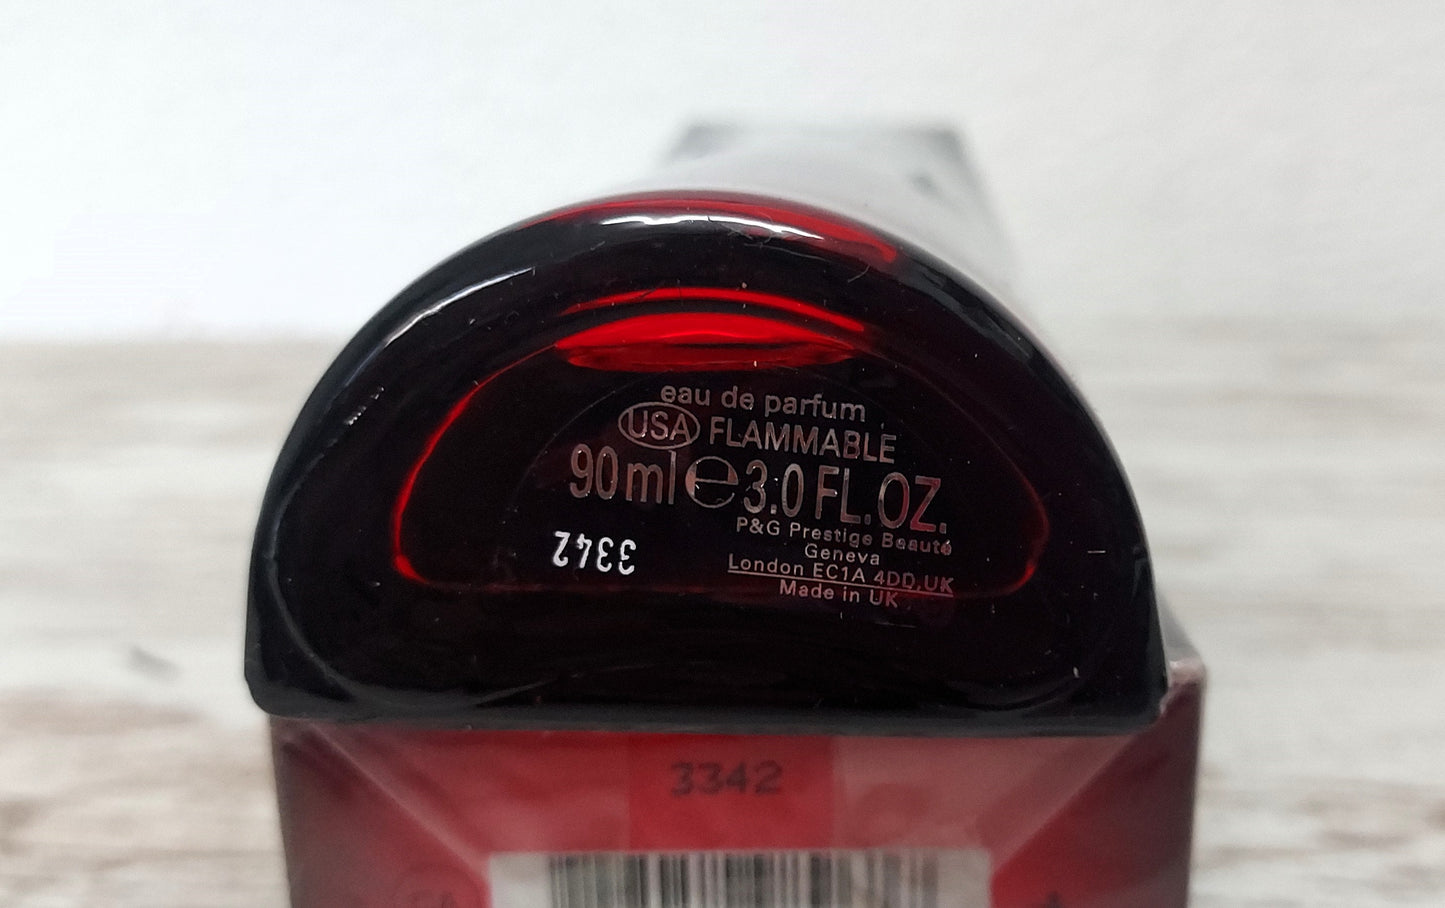 eau de parfum
USA FLAMMABLE
90ml e 3.0 FL.OZ.
P&G Prestige Beauté
Geneva
London EC1A 4DD,UK
Made in UK
3342
3342